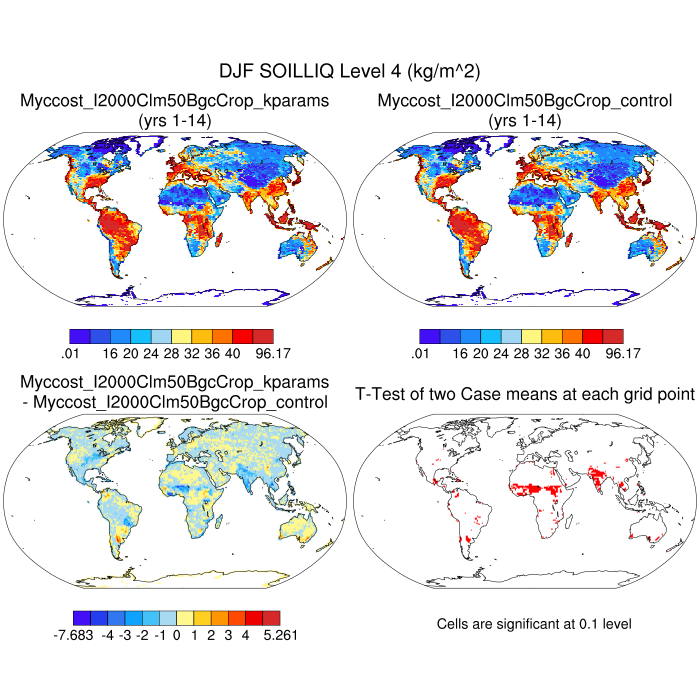 DJF SOILLIQ Level 4 (kg/m^2)
Myccost_I2000Clm50BgcCrop_kparams
(yrs 1-14)
Myccost_I2000Clm50BgcCrop_control
(yrs 1-14)
.01 16 20 24 28 32 36 40 96.17
.01 16 20 24 28 32 36 40 96.17
Myccost_I2000Clm50BgcCrop_kparams
- Myccost_I2000Clm50BgcCrop_control
T-Test of two Case means at each grid point
-7.683 -4 -3 -2 -1 0 1 2 3 4 5.261
Cells are significant at 0.1 level